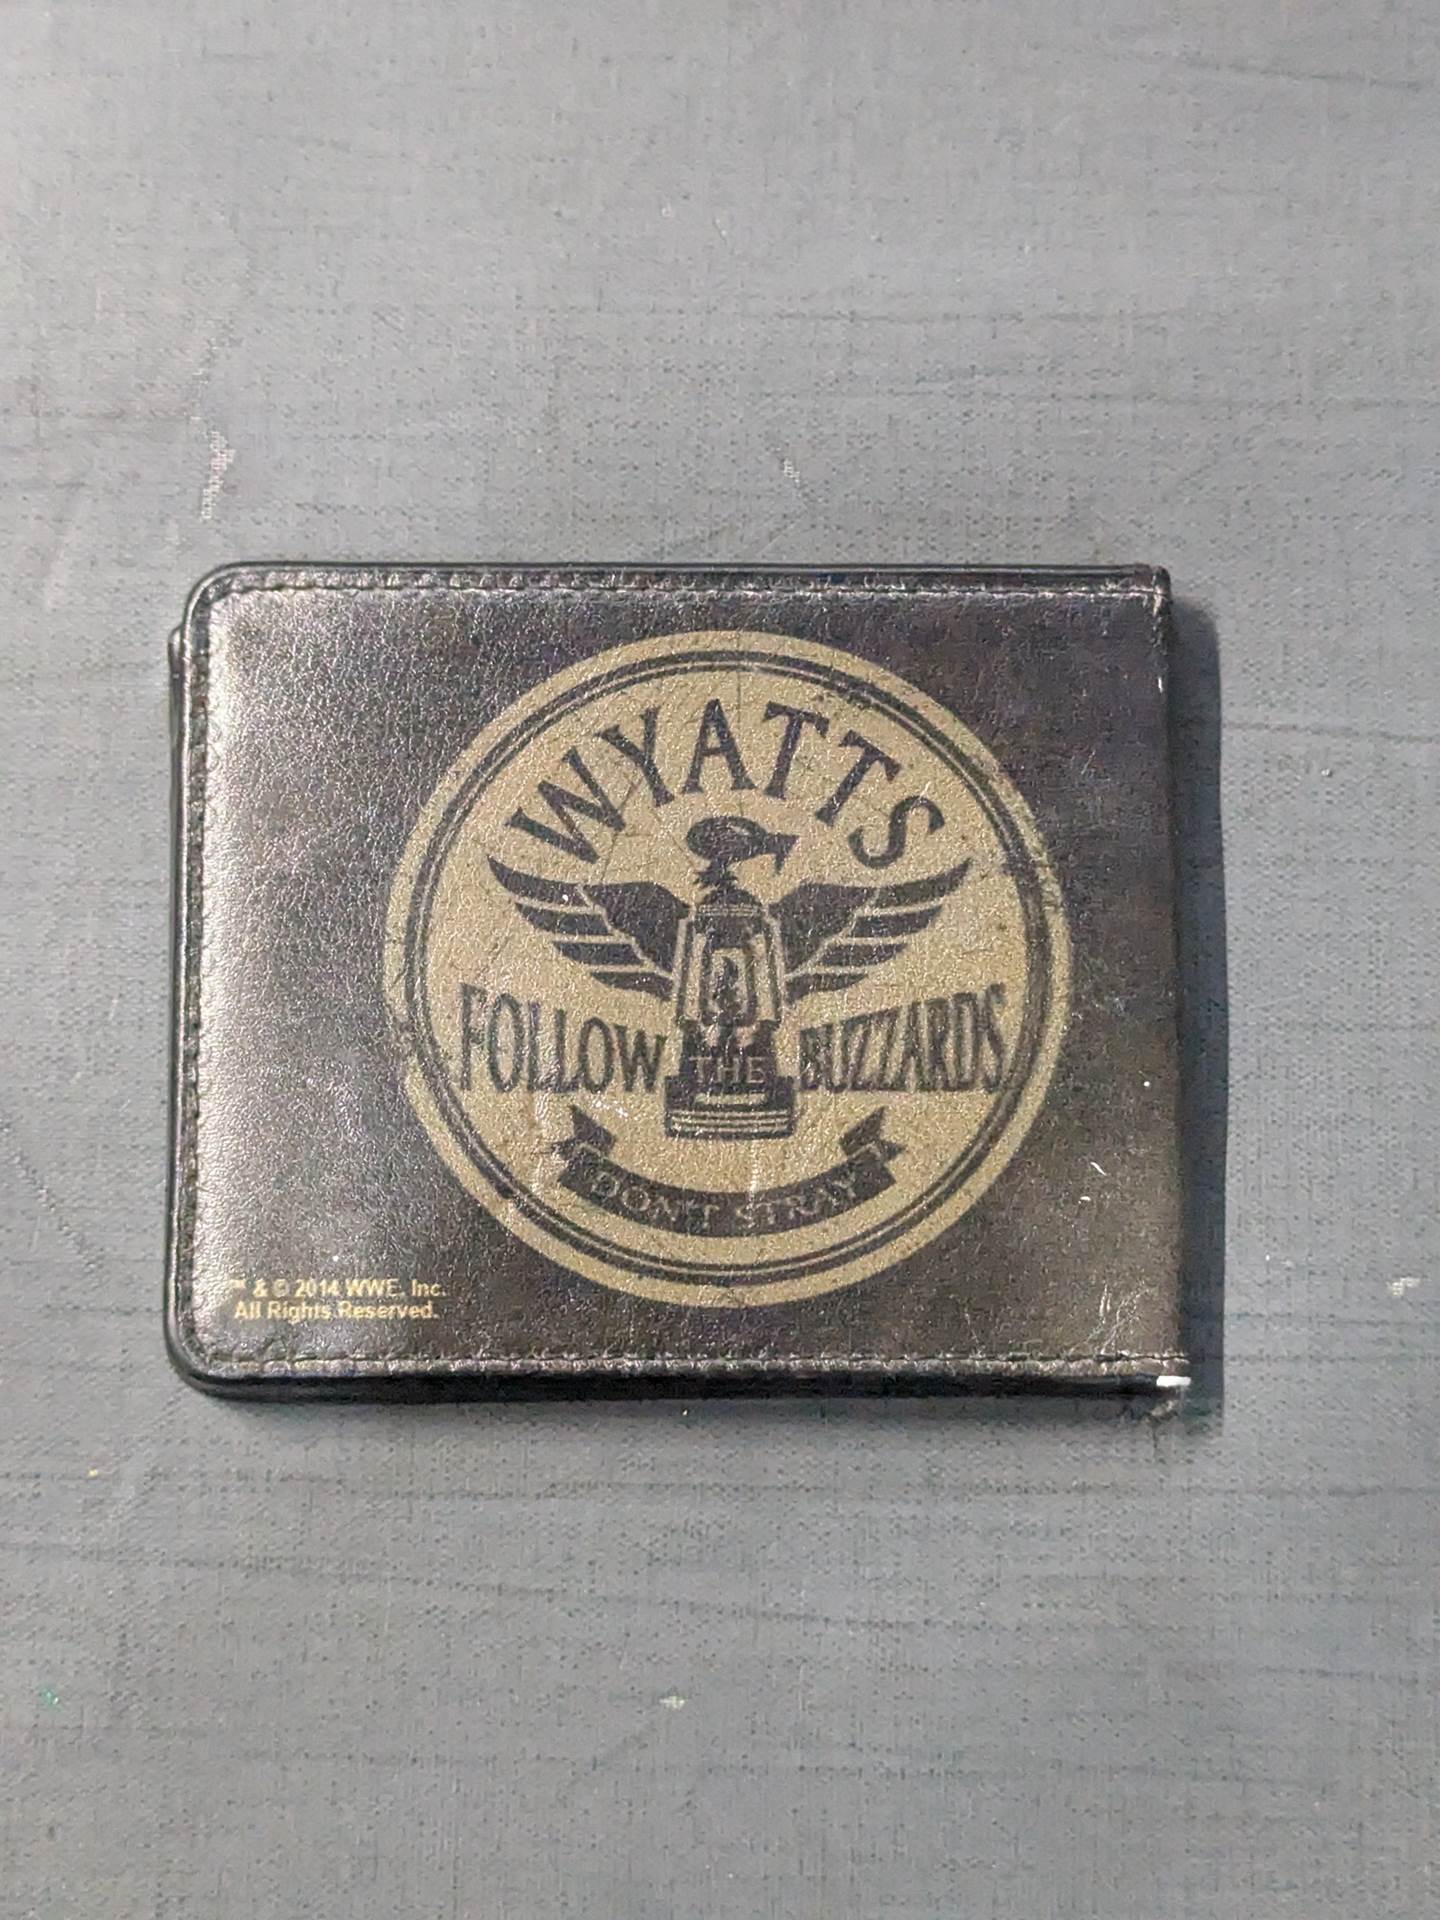 WYATTS
FOLLOW THE BUZZARDS
DON'T STRAY
™ & © 2014 WWE, Inc.
All Rights Reserved.